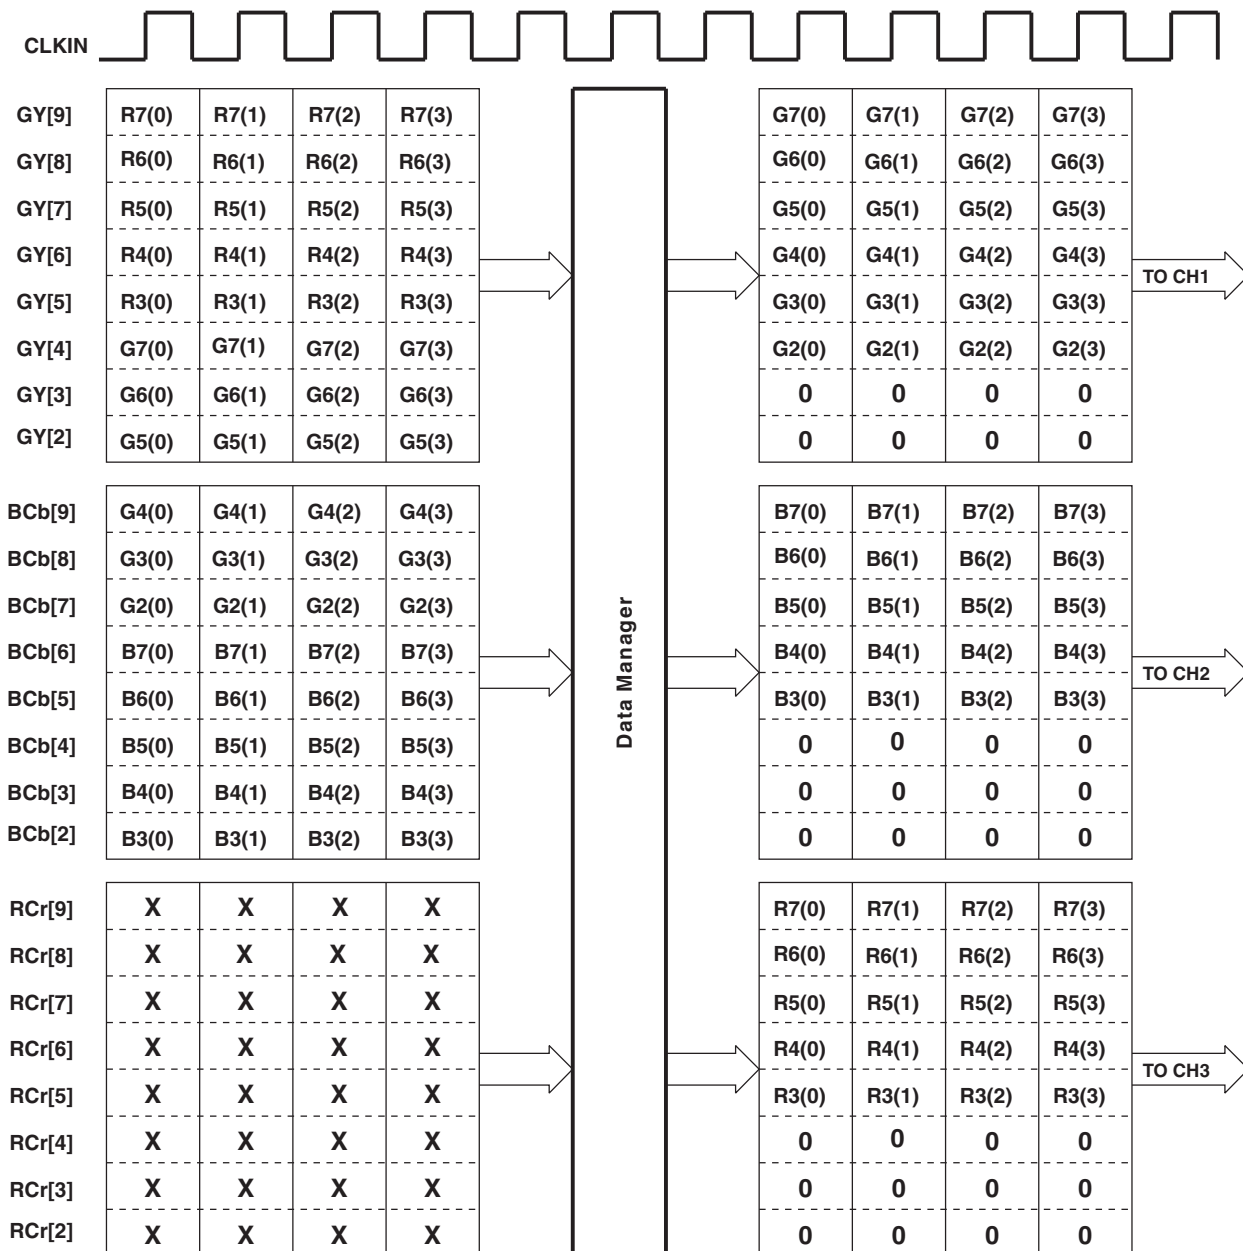 CLKIN
GY[9] R7(0) R7(1) R7(2) R7(3) G7(0) G7(1) G7(2) G7(3)
GY[8] R6(0) R6(1) R6(2) R6(3) G6(0) G6(1) G6(2) G6(3)
GY[7] R5(0) R5(1) R5(2) R5(3) G5(0) G5(1) G5(2) G5(3)
GY[6] R4(0) R4(1) R4(2) R4(3) G4(0) G4(1) G4(2) G4(3)
TO CH1
GY[5] R3(0) R3(1) R3(2) R3(3) G3(0) G3(1) G3(2) G3(3)
GY[4] G7(0) G7(1) G7(2) G7(3) G2(0) G2(1) G2(2) G2(3)
GY[3] G6(0) G6(1) G6(2) G6(3) 0 0 0 0
GY[2] G5(0) G5(1) G5(2) G5(3) 0 0 0 0
BCb[9] G4(0) G4(1) G4(2) G4(3) B7(0) B7(1) B7(2) B7(3)
BCb[8] G3(0) G3(1) G3(2) G3(3) B6(0) B6(1) B6(2) B6(3)
BCb[7] G2(0) G2(1) G2(2) G2(3) B5(0) B5(1) B5(2) B5(3)
BCb[6] B7(0) B7(1) B7(2) B7(3) B4(0) B4(1) B4(2) B4(3)
Data Manager
TO CH2
BCb[5] B6(0) B6(1) B6(2) B6(3) B3(0) B3(1) B3(2) B3(3)
BCb[4] B5(0) B5(1) B5(2) B5(3) 0 0 0 0
BCb[3] B4(0) B4(1) B4(2) B4(3) 0 0 0 0
BCb[2] B3(0) B3(1) B3(2) B3(3) 0 0 0 0
RCr[9] X X X X R7(0) R7(1) R7(2) R7(3)
RCr[8] X X X X R6(0) R6(1) R6(2) R6(3)
RCr[7] X X X X R5(0) R5(1) R5(2) R5(3)
RCr[6] X X X X R4(0) R4(1) R4(2) R4(3)
TO CH3
RCr[5] X X X X R3(0) R3(1) R3(2) R3(3)
RCr[4] X X X X 0 0 0 0
RCr[3] X X X X 0 0 0 0
RCr[2] X X X X 0 0 0 0